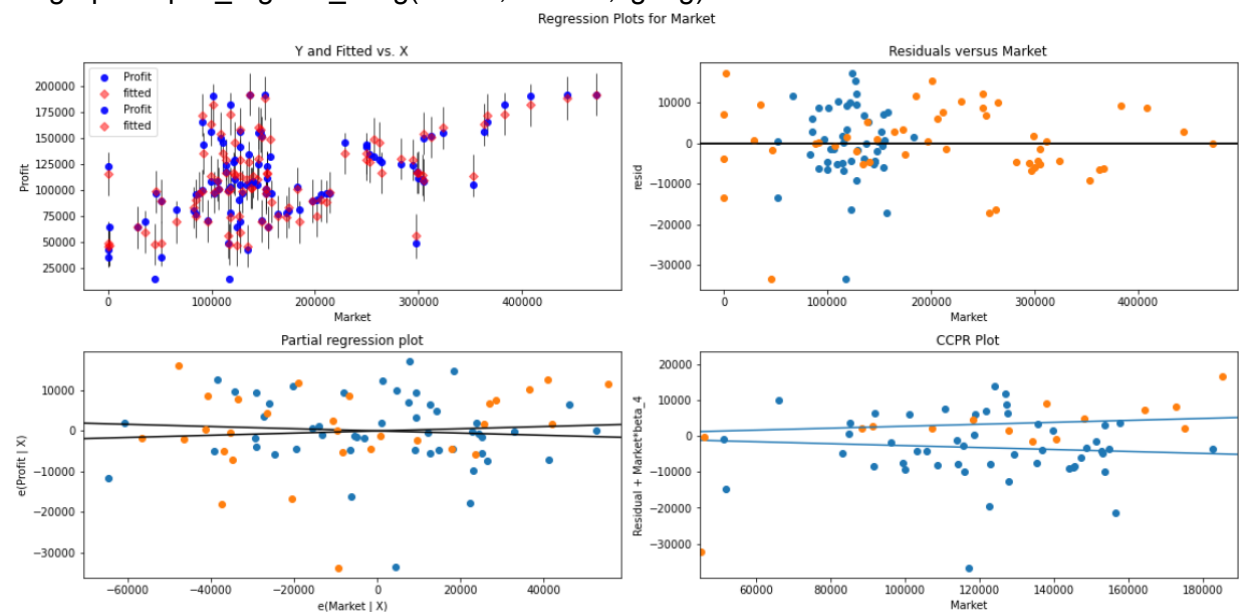 Regression Plots for Market
Y and Fitted vs. X
Profit
fitted
Profit
fitted
200000
175000
150000
125000
100000
75000
50000
25000
Profit
0
100000
200000
300000
400000
Market
Residuals versus Market
10000
0
−10000
−20000
−30000
resid
0
100000
200000
300000
400000
Market
Partial regression plot
10000
0
−10000
−20000
−30000
e(Profit | X)
−60000
−40000
−20000
0
20000
40000
e(Market | X)
CCPR Plot
20000
10000
0
−10000
−20000
−30000
Residual + Market*beta_4
60000
80000
100000
120000
140000
160000
180000
Market